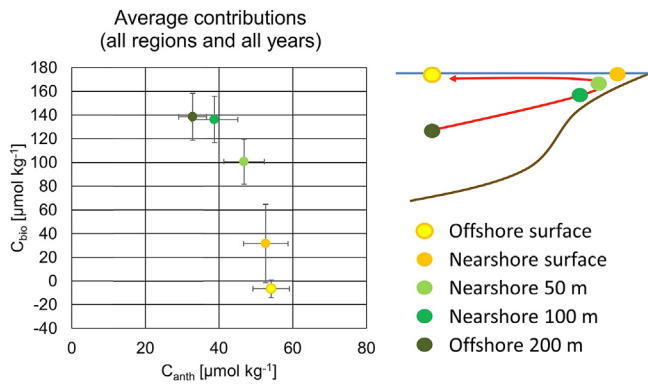 Average contributions
(all regions and all years)
180
160
140
120
100
80
60
40
20
0
-20
-40
C_bio [µmol kg⁻¹]
0 20 40 60 80
C_anth [µmol kg⁻¹]
Offshore surface
Nearshore surface
Nearshore 50 m
Nearshore 100 m
Offshore 200 m